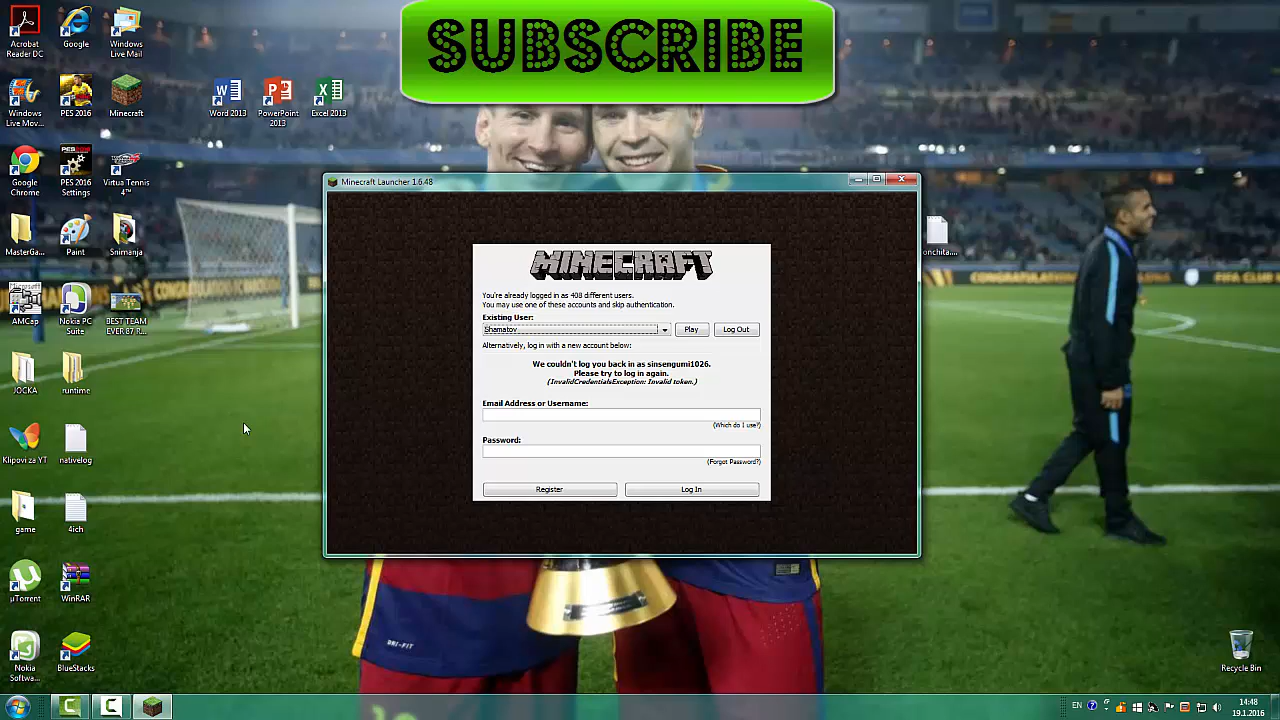 SUBSCRIBE
Acrobat
Reader DC
Google
Windows
Live Mail
Windows
Live Mov...
PES 2016
Minecraft
Word 2013
PowerPoint
2013
Excel 2013
Google
Chrome
PES 2016
Settings
Virtua Tennis
4™
MasterGa...
Paint
Snimanja
AMCap
Nokia PC
Suite
BEST TEAM
EVER 87 R...
JOCKA
runtime
Klipovi za YT
nativelog
game
4ich
µTorrent
WinRAR
Nokia
Softwa...
BlueStacks
Minecraft Launcher 1.6.48
MINECRAFT
You're already logged in as 408 different users.
You may use one of these accounts and skip authentication.
Existing User:
Shamatov
Play
Log Out
Alternatively, log in with a new account below:
We couldn't log you back in as sinsengumi1026.
Please try to log in again.
(InvalidCredentialsException: Invalid token.)
Email Address or Username:
(Which do I use?)
Password:
(Forgot Password?)
Register
Log In
onchita...
CONGRATULATIONS
FIFA CLUB
DRI-FIT
Recycle Bin
EN
14:48
19.1.2016